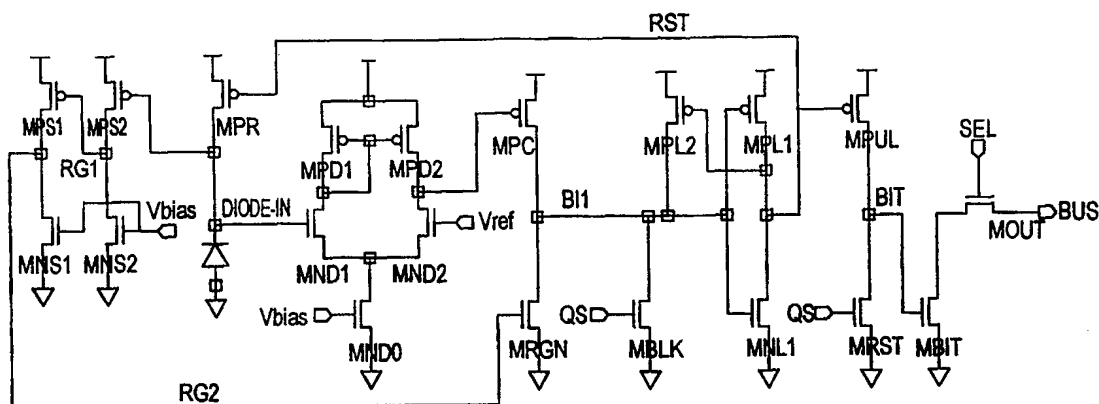 RST
MPS1
MPS2
MPR
MPD1
MPD2
MPC
MPL2
MPL1
MPUL
SEL
RG1
Vbias
DIODE-IN
Vref
BI1
BIT
BUS
MOUT
MNS1
MNS2
MND1
MND2
Vbias
QS
QS
MND0
MRGN
MBLK
MNL1
MRST
MBIT
RG2